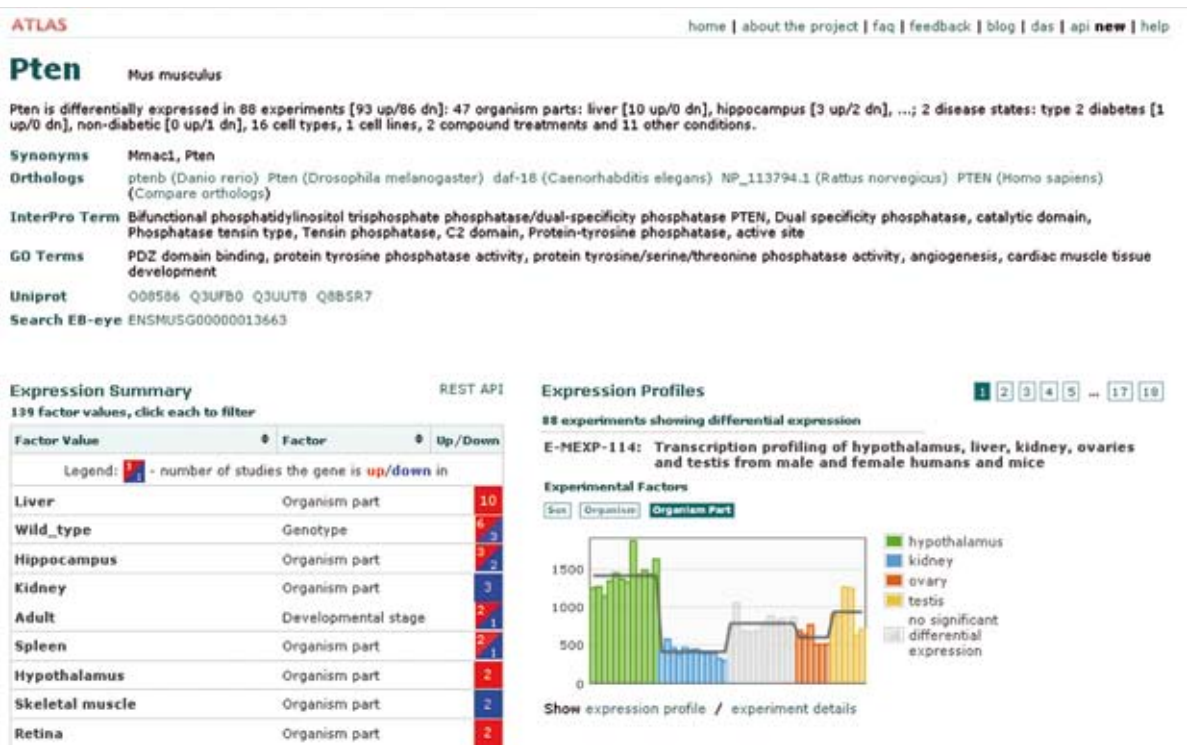 ATLAS
home | about the project | faq | feedback | blog | das | api new | help
Pten Mus musculus
Pten is differentially expressed in 88 experiments [93 up/86 dn]: 47 organism parts: liver [10 up/0 dn], hippocampus [3 up/2 dn], ...; 2 disease states: type 2 diabetes [1
up/0 dn], non-diabetic [0 up/1 dn], 16 cell types, 1 cell lines, 2 compound treatments and 11 other conditions.
Synonyms Mmac1, Pten
Orthologs ptenb (Danio rerio) Pten (Drosophila melanogaster) daf-18 (Caenorhabditis elegans) NP_113794.1 (Rattus norvegicus) PTEN (Homo sapiens)
(Compare orthologs)
InterPro Term Bifunctional phosphatidylinositol trisphosphate phosphatase/dual-specificity phosphatase PTEN, Dual specificity phosphatase, catalytic domain,
Phosphatase tensin type, Tensin phosphatase, C2 domain, Protein-tyrosine phosphatase, active site
GO Terms PDZ domain binding, protein tyrosine phosphatase activity, protein tyrosine/serine/threonine phosphatase activity, angiogenesis, cardiac muscle tissue
development
Uniprot O08586 Q3UFB0 Q3UUT8 Q8BSR7
Search EB-eye ENSMUSG00000013663
Expression Summary REST API
139 factor values, click each to filter
Factor Value Factor Up/Down
Legend: 3 1 - number of studies the gene is up/down in
Liver Organism part 10
Wild_type Genotype 6 3
Hippocampus Organism part 3 2
Kidney Organism part 3
Adult Developmental stage 2 1
Spleen Organism part 2 1
Hypothalamus Organism part 2
Skeletal muscle Organism part 2
Retina Organism part 2
Expression Profiles 1 2 3 4 5 ... 17 18
88 experiments showing differential expression
E-MEXP-114: Transcription profiling of hypothalamus, liver, kidney, ovaries
and testis from male and female humans and mice
Experimental Factors
Sex Organism Organism Part
1500
1000
500
0
hypothalamus
kidney
ovary
testis
no significant
differential
expression
Show expression profile / experiment details